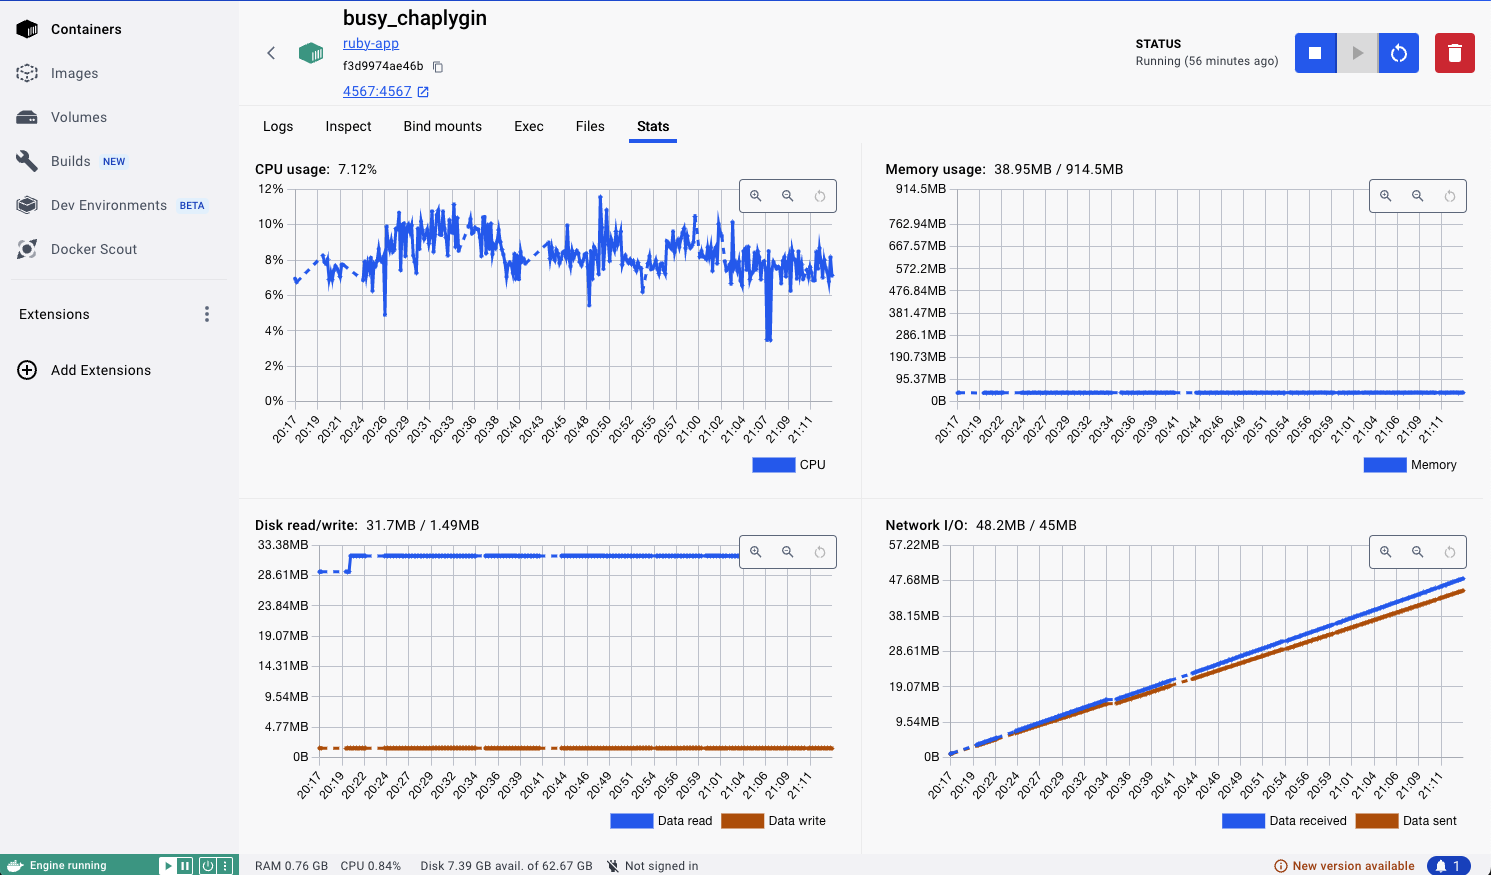 Containers
Images
Volumes
Builds NEW
Dev Environments BETA
Docker Scout
Extensions
Add Extensions
busy_chaplygin
ruby-app
f3d9974ae46b
4567:4567
STATUS
Running (56 minutes ago)
Logs Inspect Bind mounts Exec Files Stats
CPU usage: 7.12%
12%
10%
8%
6%
4%
2%
0%
20:17 20:19 20:21 20:24 20:26 20:29 20:31 20:33 20:36 20:38 20:40 20:43 20:45 20:48 20:50 20:52 20:55 20:57 21:00 21:02 21:04 21:07 21:09 21:11
CPU
Memory usage: 38.95MB / 914.5MB
914.5MB
762.94MB
667.57MB
572.2MB
476.84MB
381.47MB
286.1MB
190.73MB
95.37MB
0B
20:17 20:19 20:22 20:24 20:27 20:29 20:32 20:34 20:36 20:39 20:41 20:44 20:46 20:49 20:51 20:54 20:56 20:59 21:01 21:04 21:06 21:09 21:11
Memory
Disk read/write: 31.7MB / 1.49MB
33.38MB
28.61MB
23.84MB
19.07MB
14.31MB
9.54MB
4.77MB
0B
20:17 20:19 20:22 20:24 20:27 20:29 20:32 20:34 20:36 20:39 20:41 20:44 20:46 20:49 20:51 20:54 20:56 20:59 21:01 21:04 21:06 21:09 21:11
Data read Data write
Network I/O: 48.2MB / 45MB
57.22MB
47.68MB
38.15MB
28.61MB
19.07MB
9.54MB
0B
20:17 20:19 20:22 20:24 20:27 20:29 20:32 20:34 20:36 20:39 20:41 20:44 20:46 20:49 20:51 20:54 20:56 20:59 21:01 21:04 21:06 21:09 21:11
Data received Data sent
Engine running
RAM 0.76 GB CPU 0.84% Disk 7.39 GB avail. of 62.67 GB Not signed in
New version available 1